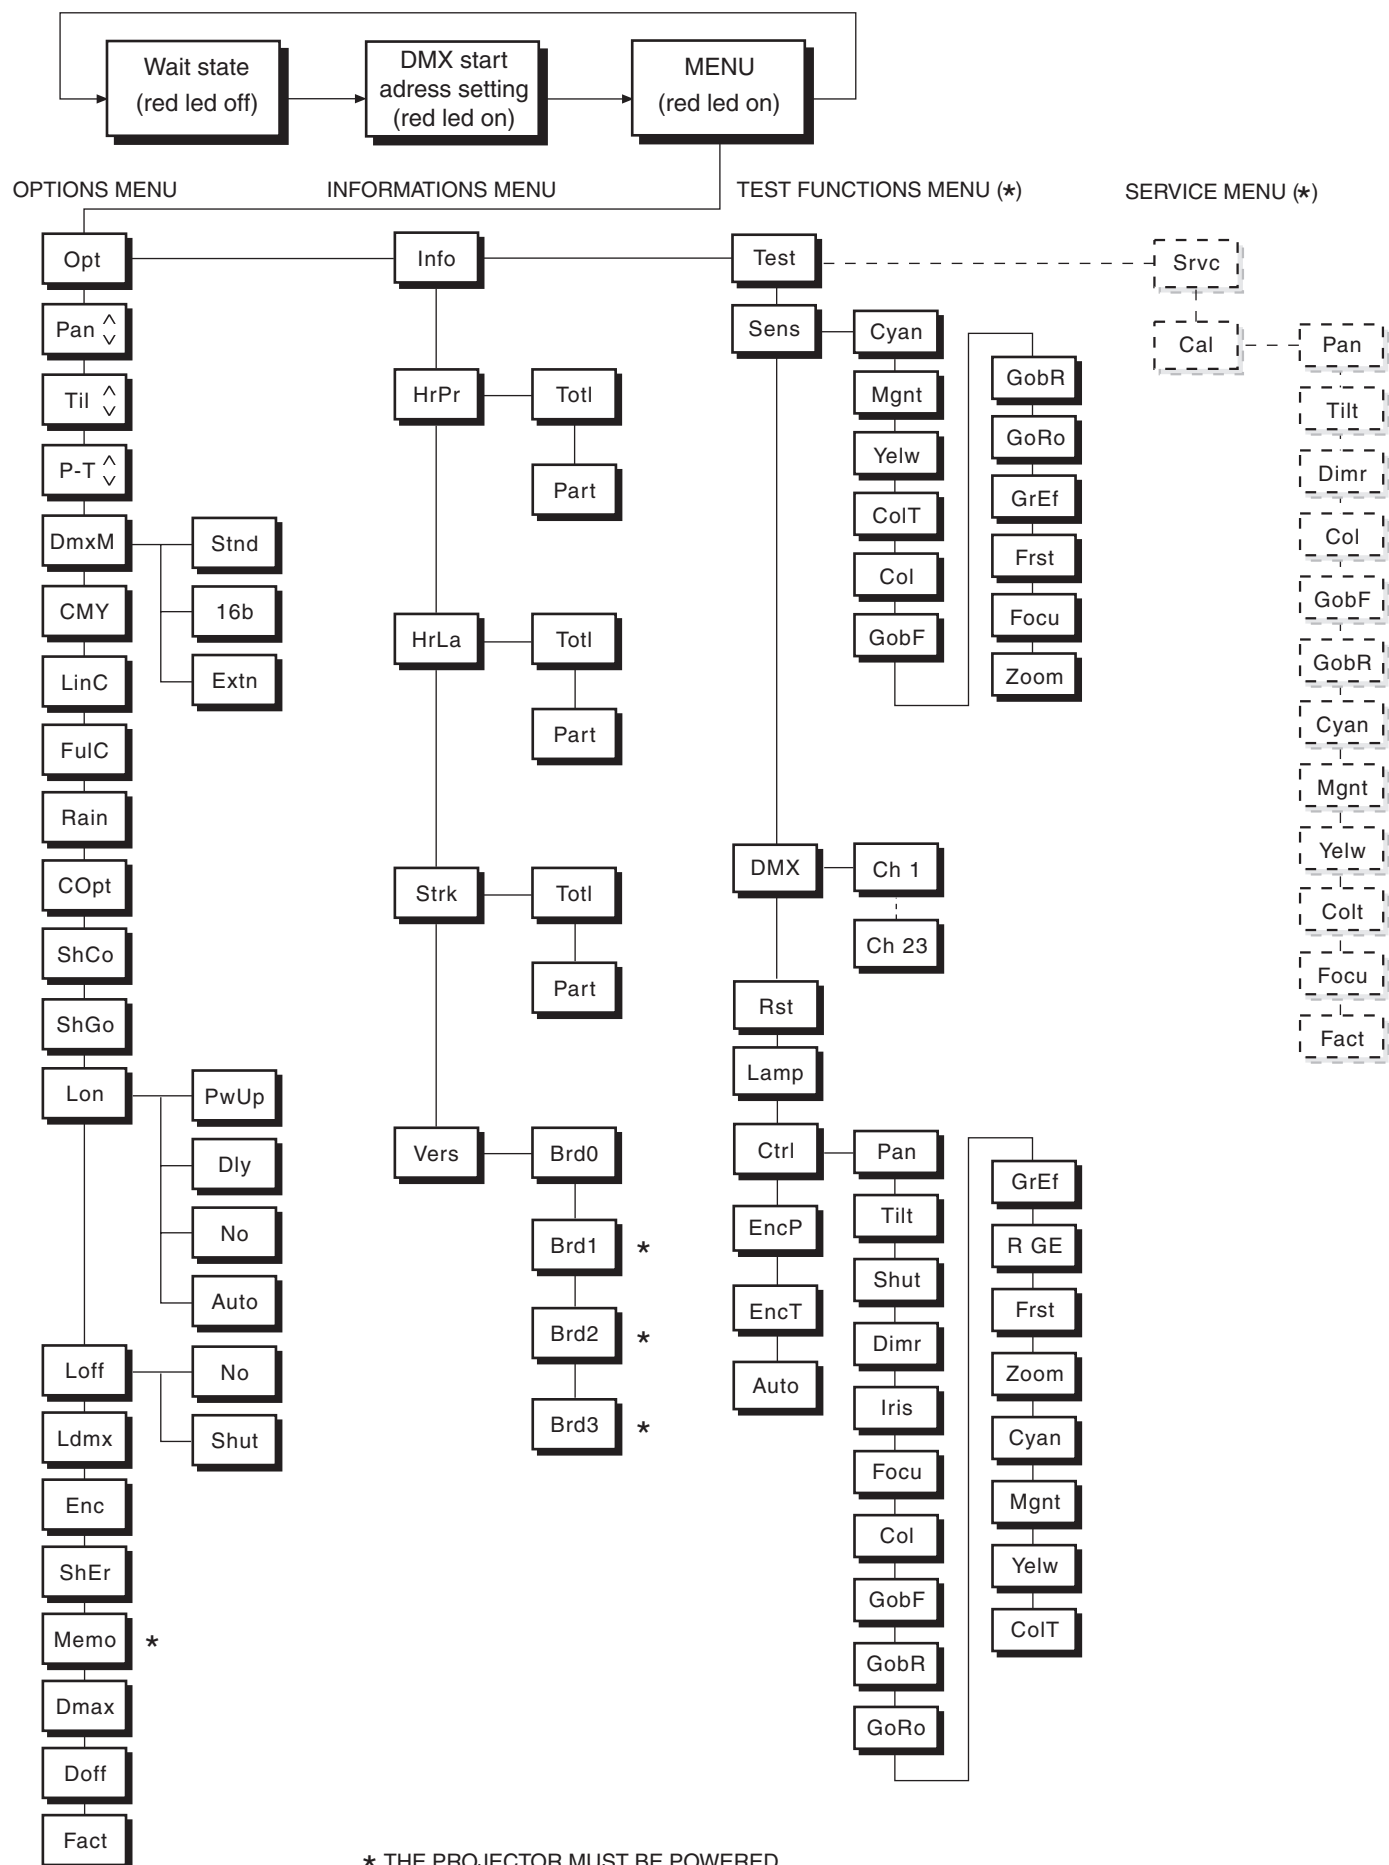 Wait state
(red led off)
DMX start
adress setting
(red led on)
MENU
(red led on)
OPTIONS MENU
Opt
Pan
Til
P-T
DmxM
Stnd
16b
Extn
CMY
LinC
FulC
Rain
COpt
ShCo
ShGo
Lon
PwUp
Dly
No
Auto
Loff
No
Shut
Ldmx
Enc
ShEr
Memo *
Dmax
Doff
Fact
INFORMATIONS MENU
Info
HrPr
Totl
Part
HrLa
Totl
Part
Strk
Totl
Part
Vers
Brd0
Brd1 *
Brd2 *
Brd3 *
TEST FUNCTIONS MENU (*)
Test
Sens
Cyan
Mgnt
Yelw
ColT
Col
GobF
GobR
GoRo
GrEf
Frst
Focu
Zoom
DMX
Ch 1
Ch 23
Rst
Lamp
Ctrl
Pan
Tilt
Shut
Dimr
Iris
Focu
Col
GobF
GobR
GoRo
GrEf
R GE
Frst
Zoom
Cyan
Mgnt
Yelw
ColT
EncP
EncT
Auto
SERVICE MENU (*)
Srvc
Cal
Pan
Tilt
Dimr
Col
GobF
GobR
Cyan
Mgnt
Yelw
Colt
Focu
Fact
* THE PROJECTOR MUST BE POWERED